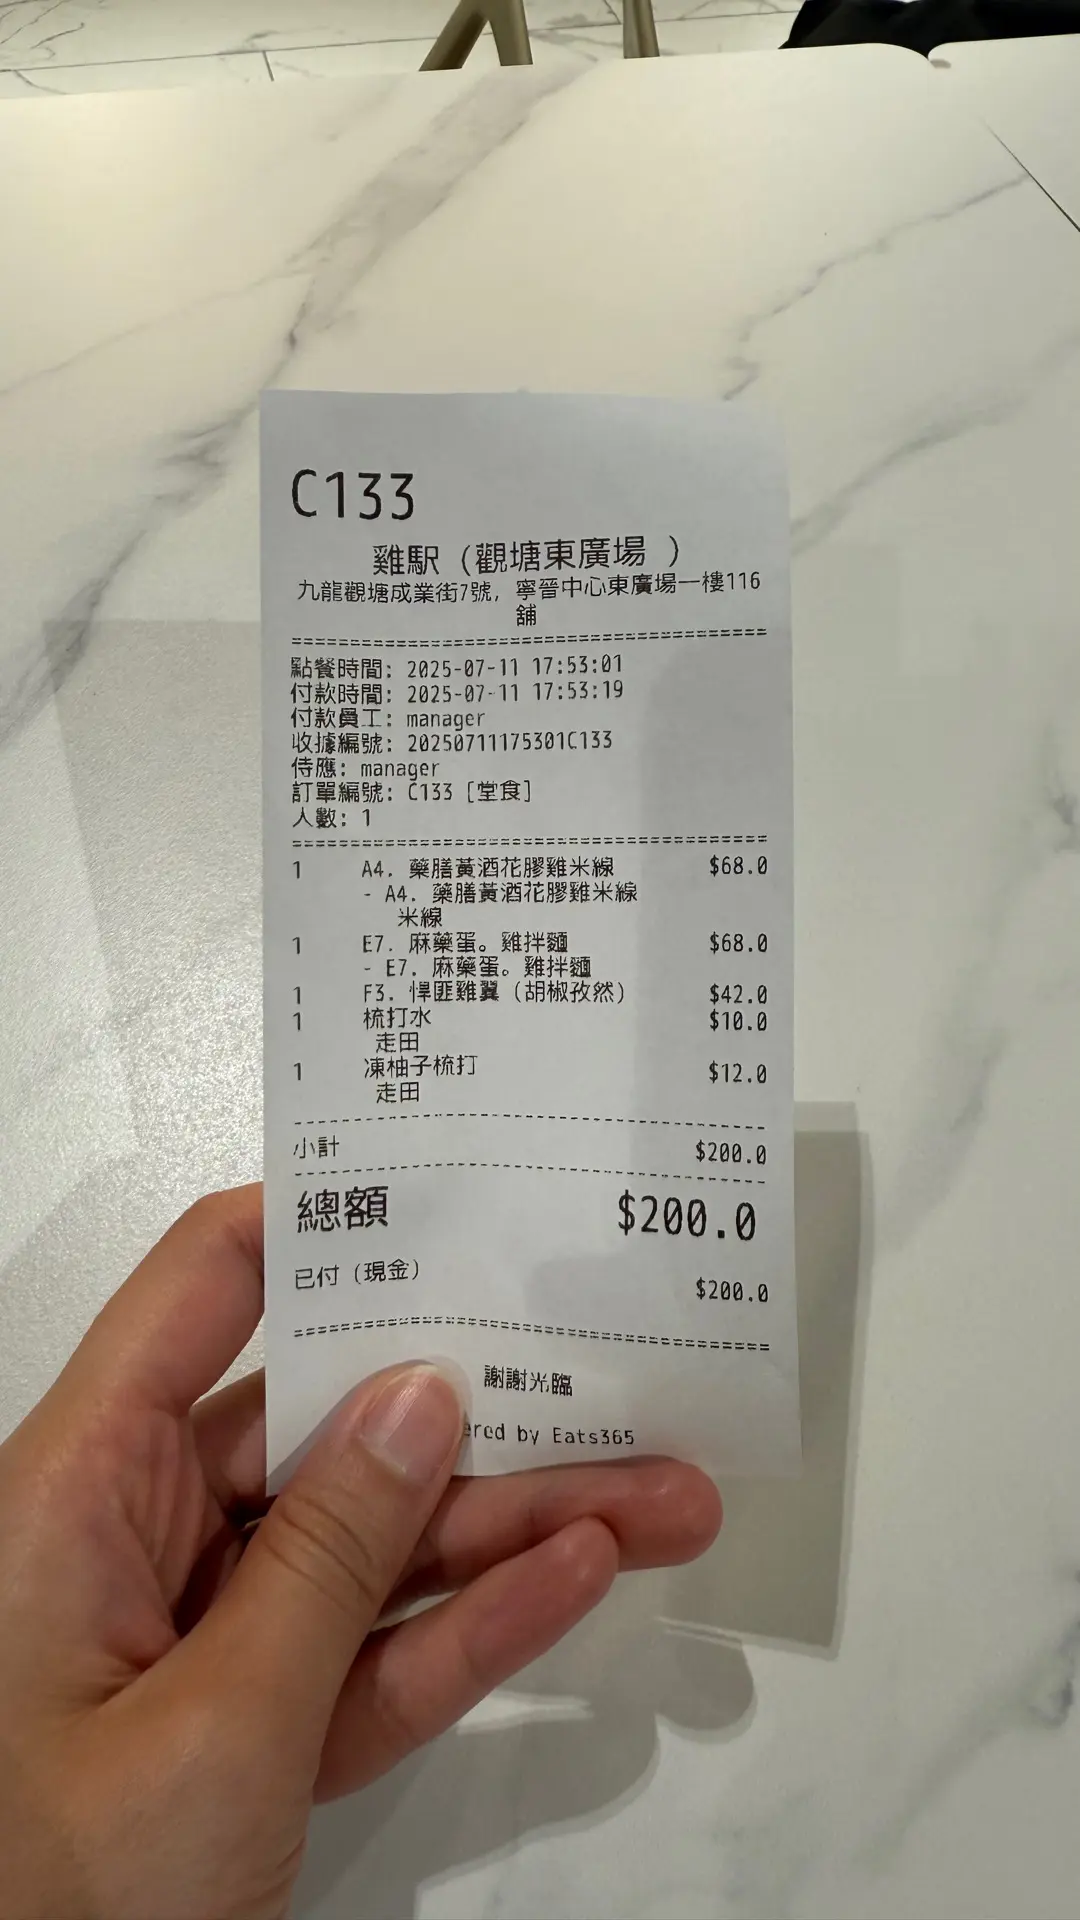 C133
雞駅（觀塘東廣場 ）
九龍觀塘成業街7號, 寧晉中心東廣場一樓116
舖
========================================
點餐時間: 2025-07-11 17:53:01
付款時間: 2025-07-11 17:53:19
付款員工: manager
收據編號: 20250711175301C133
侍應: manager
訂單編號: C133 [堂食]
人數: 1
========================================
1 A4. 藥膳黃酒花膠雞米線 $68.0
- A4. 藥膳黃酒花膠雞米線
米線
1 E7. 麻藥蛋。雞拌麵 $68.0
- E7. 麻藥蛋。雞拌麵
1 F3. 悍匪雞翼（胡椒孜然） $42.0
1 梳打水 $10.0
走田
1 凍柚子梳打 $12.0
走田
----------------------------------------
小計 $200.0
----------------------------------------
總額 $200.0
已付（現金） $200.0
========================================
謝謝光臨
by Eats365